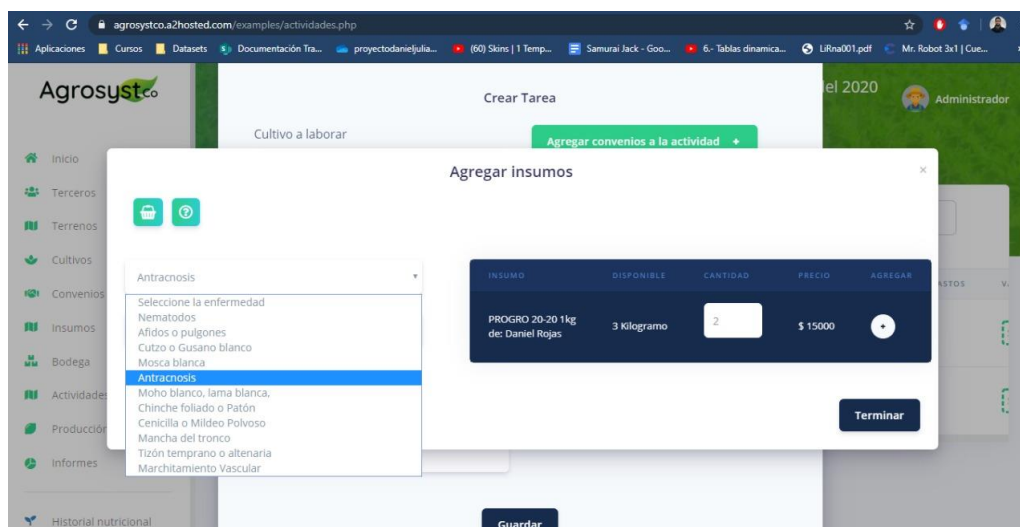 agrosystco.a2hosted.com/examples/actividades.php
Aplicaciones Cursos Datasets Documentación Tra... proyectodanieljulia... (60) Skins | 1 Temp... Samurai Jack - Goo... 6.- Tablas dinamica... LiRna001.pdf Mr. Robot 3x1 | Cue...
Agrosystco
Crear Tarea
del 2020
Administrador
Cultivo a laborar
Agregar convenios a la actividad +
Inicio
Terceros
Terrenos
Cultivos
Convenios
Insumos
Bodega
Actividades
Producción
Informes
Historial nutricional
Agregar insumos
×
Antracnosis
Seleccione la enfermedad
Nematodos
Afidos o pulgones
Cutzo o Gusano blanco
Mosca blanca
Antracnosis
Moho blanco, lama blanca,
Chinche foliado o Patón
Cenicilla o Mildeo Polvoso
Mancha del tronco
Tizón temprano o altenaria
Marchitamiento Vascular
INSUMO DISPONIBLE CANTIDAD PRECIO AGREGAR
PROGRO 20-20 1kg
de: Daniel Rojas
3 Kilogramo 2 $ 15000 +
ASTOS
Terminar
Guardar